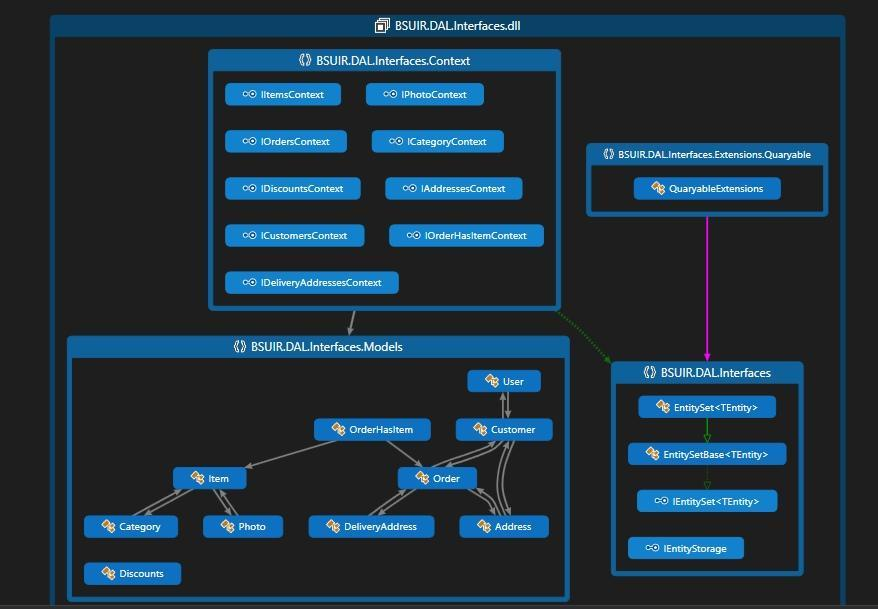 BSUIR.DAL.Interfaces.dll
BSUIR.DAL.Interfaces.Context
IItemsContext
IPhotoContext
IOrdersContext
ICategoryContext
IDiscountsContext
IAddressesContext
ICustomersContext
IOrderHasItemContext
IDeliveryAddressesContext
BSUIR.DAL.Interfaces.Extensions.Quaryable
QuaryableExtensions
BSUIR.DAL.Interfaces.Models
User
OrderHasItem
Customer
Item
Order
Category
Photo
DeliveryAddress
Address
Discounts
BSUIR.DAL.Interfaces
EntitySet<TEntity>
EntitySetBase<TEntity>
IEntitySet<TEntity>
IEntityStorage